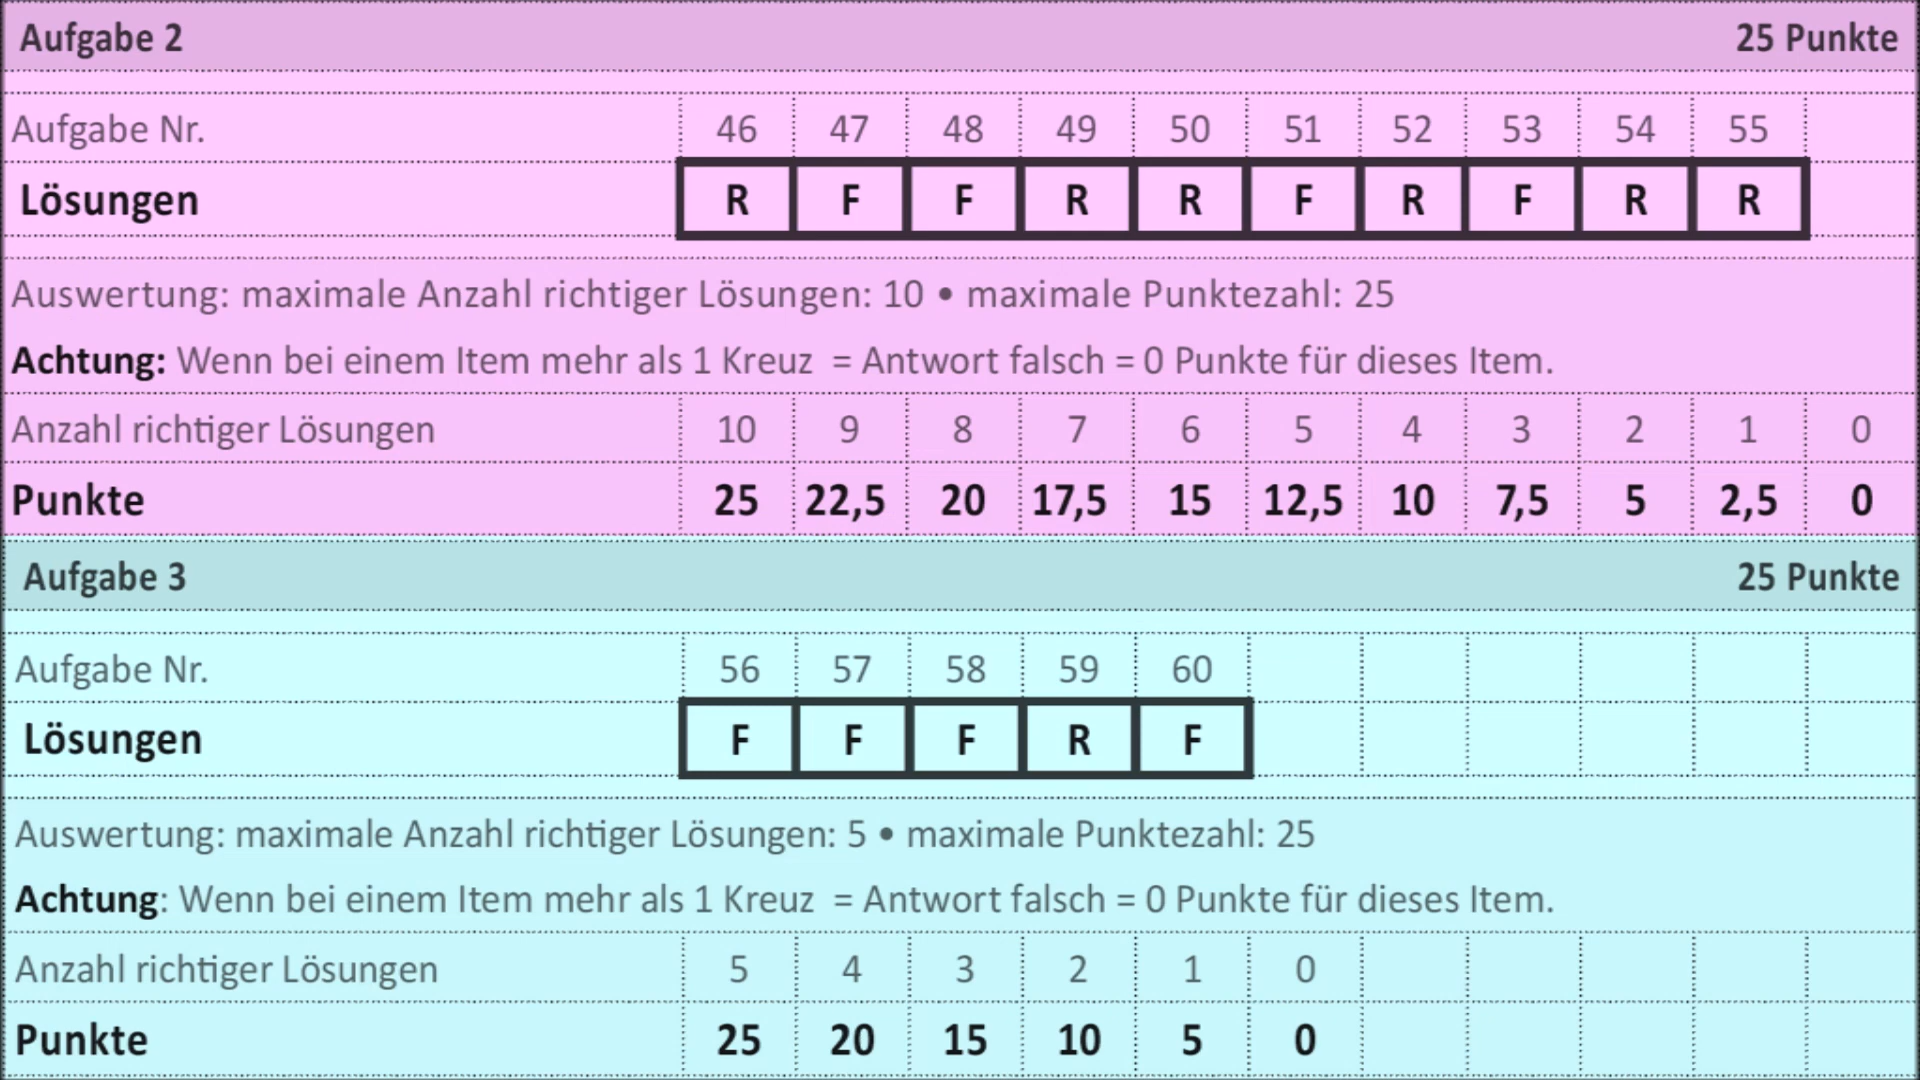 Aufgabe 2 25 Punkte
Aufgabe Nr. 46 47 48 49 50 51 52 53 54 55
Lösungen R F F R R F R F R R
Auswertung: maximale Anzahl richtiger Lösungen: 10 • maximale Punktezahl: 25
Achtung: Wenn bei einem Item mehr als 1 Kreuz = Antwort falsch = 0 Punkte für dieses Item.
Anzahl richtiger Lösungen 10 9 8 7 6 5 4 3 2 1 0
Punkte 25 22,5 20 17,5 15 12,5 10 7,5 5 2,5 0
Aufgabe 3 25 Punkte
Aufgabe Nr. 56 57 58 59 60
Lösungen F F F R F
Auswertung: maximale Anzahl richtiger Lösungen: 5 • maximale Punktezahl: 25
Achtung: Wenn bei einem Item mehr als 1 Kreuz = Antwort falsch = 0 Punkte für dieses Item.
Anzahl richtiger Lösungen 5 4 3 2 1 0
Punkte 25 20 15 10 5 0